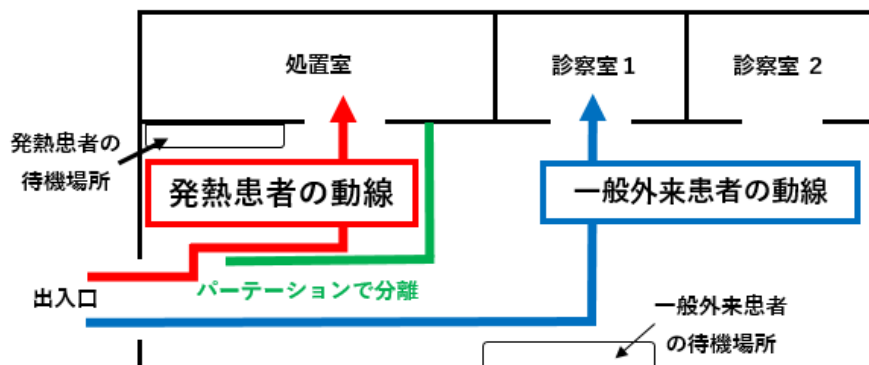 処置室
診察室１
診察室 ２
発熱患者の
待機場所
発熱患者の動線
一般外来患者の動線
出入口
パーテーションで分離
一般外来患者
の待機場所